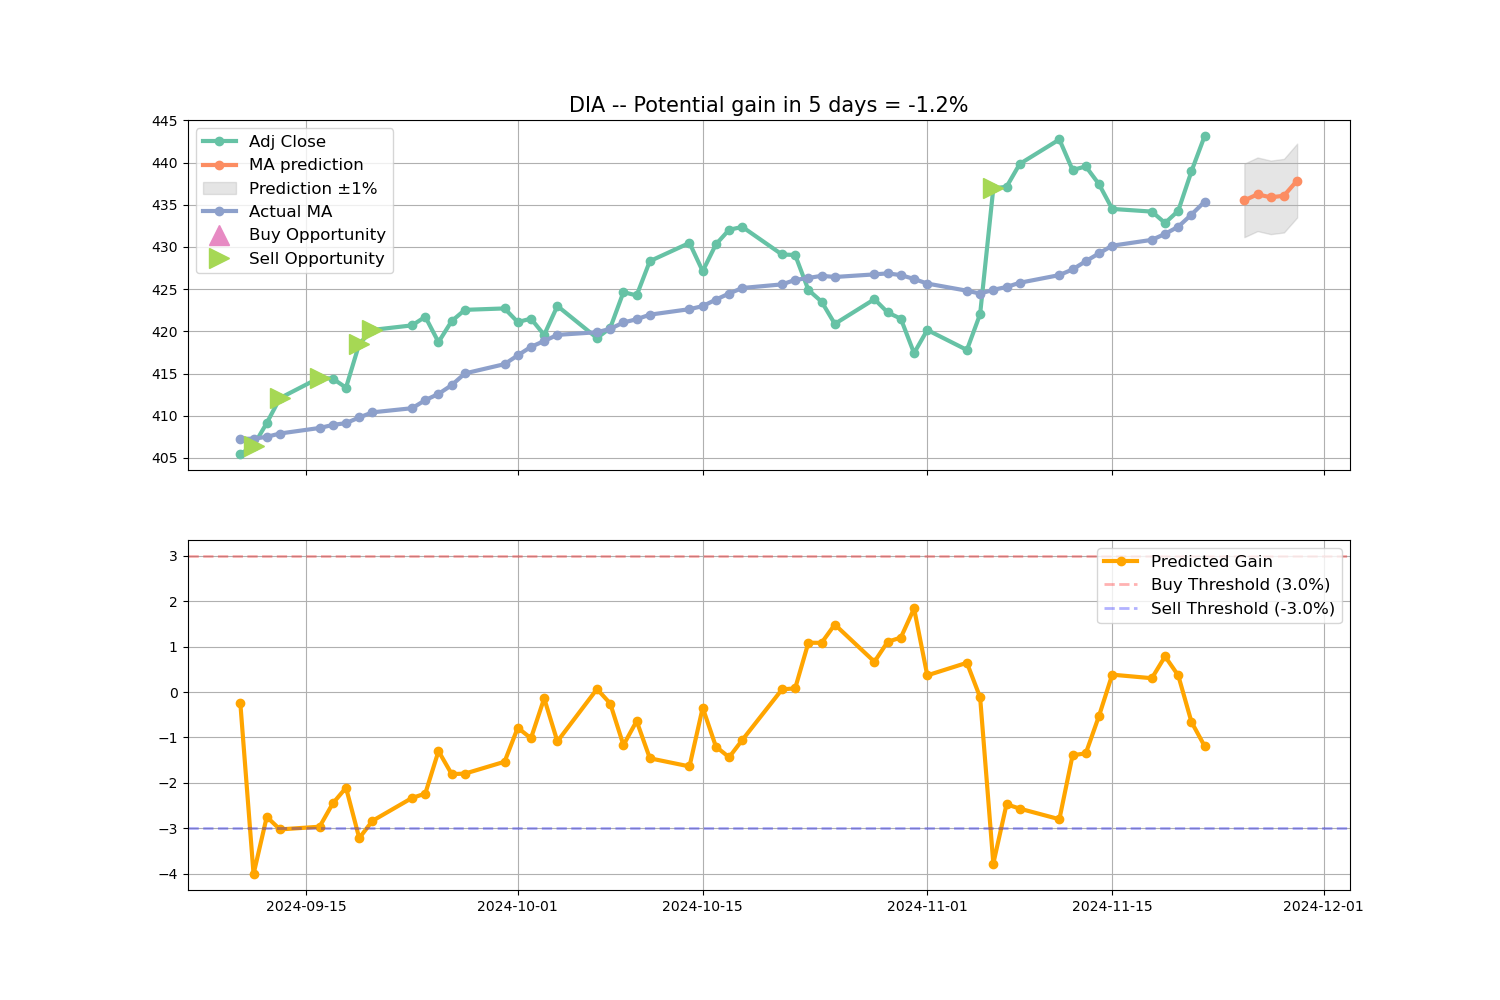 DIA -- Potential gain in 5 days = -1.2%
445
440
435
430
425
420
415
410
405
Adj Close
MA prediction
Prediction ±1%
Actual MA
Buy Opportunity
Sell Opportunity
3
2
1
0
−1
−2
−3
−4
Predicted Gain
Buy Threshold (3.0%)
Sell Threshold (-3.0%)
2024-09-15
2024-10-01
2024-10-15
2024-11-01
2024-11-15
2024-12-01